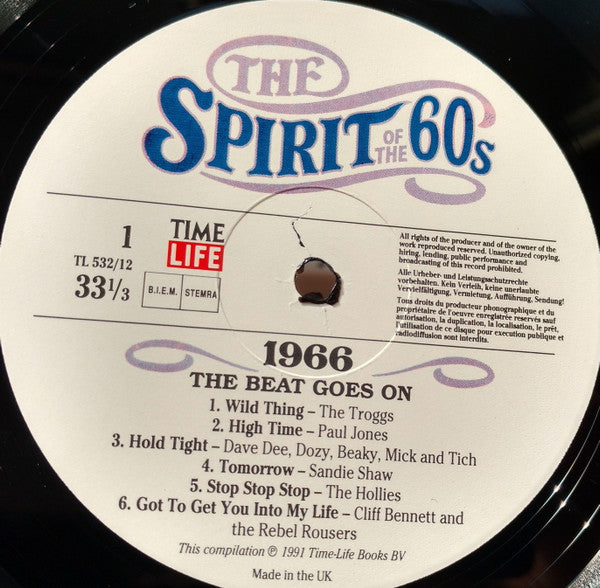 THE
SPIRIT OF THE 60s
1
TL 532/12
33⅓
TIME
LIFE
B.I.E.M. STEMRA
All rights of the producer and of the owner of the
work reproduced reserved. Unauthorized copying,
hiring, lending, public performance and
broadcasting of this record prohibited.
Alle Urheber- und Leistungsschutzrechte
vorbehalten. Kein Verleih, keine unerlaubte
Vervielfältigung, Vermietung, Aufführung, Sendung!
Tous droits du producteur phonographique et du
propriétaire de l'oeuvre enregistrée reservés sauf
autorisation, la duplication, la localisation, le prêt,
l'utilisation de ce disque pour execution publique et
radiodiffusion sont interdits.
1966
THE BEAT GOES ON
1. Wild Thing – The Troggs
2. High Time – Paul Jones
3. Hold Tight – Dave Dee, Dozy, Beaky, Mick and Tich
4. Tomorrow – Sandie Shaw
5. Stop Stop Stop – The Hollies
6. Got To Get You Into My Life – Cliff Bennett and
the Rebel Rousers
This compilation ℗ 1991 Time-Life Books BV
Made in the UK